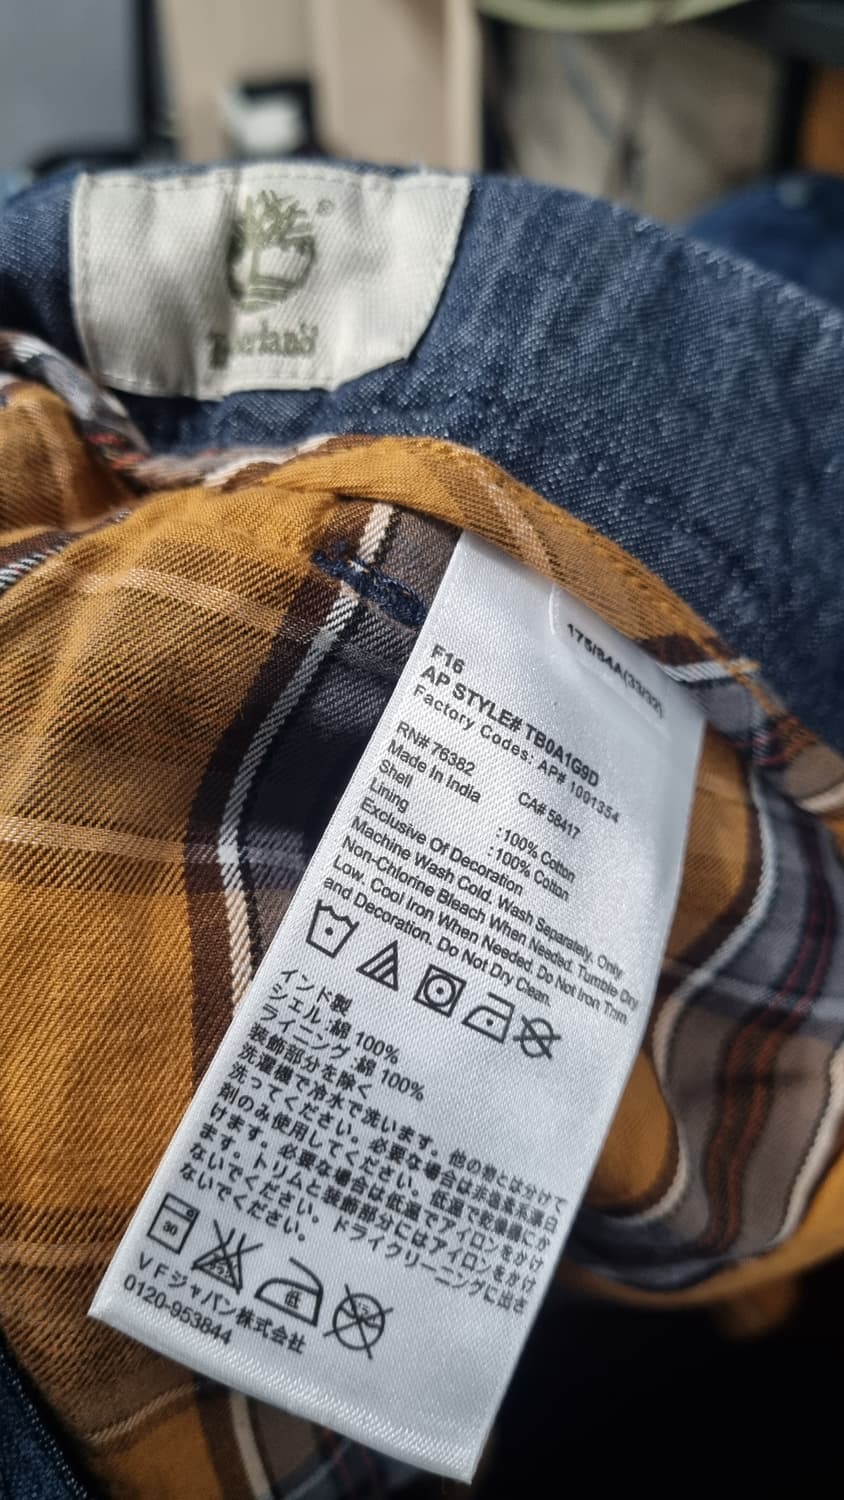 ®
Timberland
175/84A(33/32)
F16
AP STYLE# TB0A1G9D
Factory Codes: AP# 1001354
RN# 76382 CA# 58417
Made In India
Shell :100% Cotton
Lining :100% Cotton
Exclusive Of Decoration
Machine Wash Cold. Wash Separately. Only
Non-Chlorine Bleach When Needed. Tumble Dry
Low. Cool Iron When Needed. Do Not Iron Trim
and Decoration. Do Not Dry Clean.
インド製
シェル :綿 100%
ライニング :綿 100%
装飾部分を除く
洗濯機で冷水で洗います。他の物とは分けて
洗ってください。必要な場合は非塩素系漂白
剤のみ使用してください。低温で乾燥機にか
けます。必要な場合は低温でアイロンをかけ
ます。トリムと装飾部分にはアイロンをかけ
ないでください。ドライクリーニングに出さ
ないでください。
30
低
VFジャパン株式会社
0120-953844